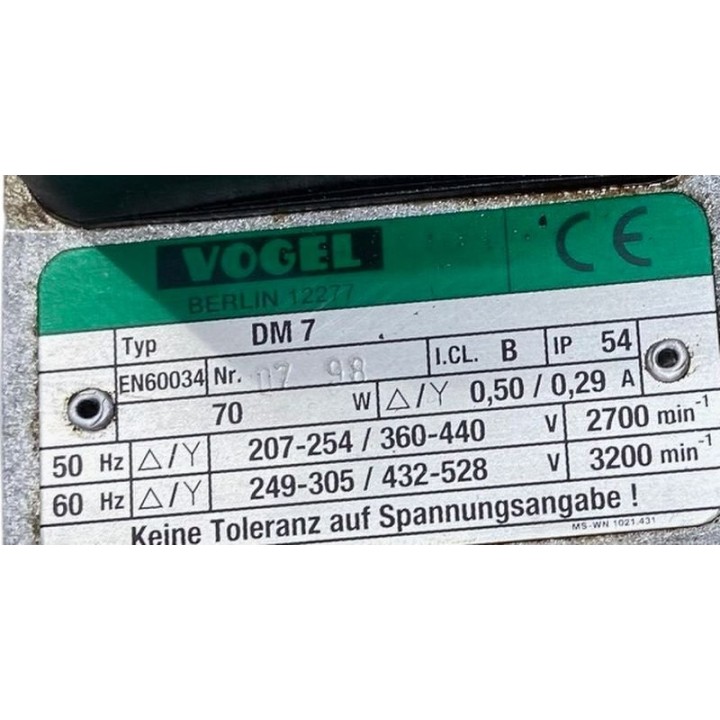 VOGEL
BERLIN 12277
CE
Typ DM 7 I.CL. B IP 54
EN60034 Nr. 07 98
70 W △/Y 0,50 / 0,29 A
50 Hz △/Y 207-254 / 360-440 V 2700 min⁻¹
60 Hz △/Y 249-305 / 432-528 V 3200 min⁻¹
Keine Toleranz auf Spannungsangabe !
MS-WN 1021.431